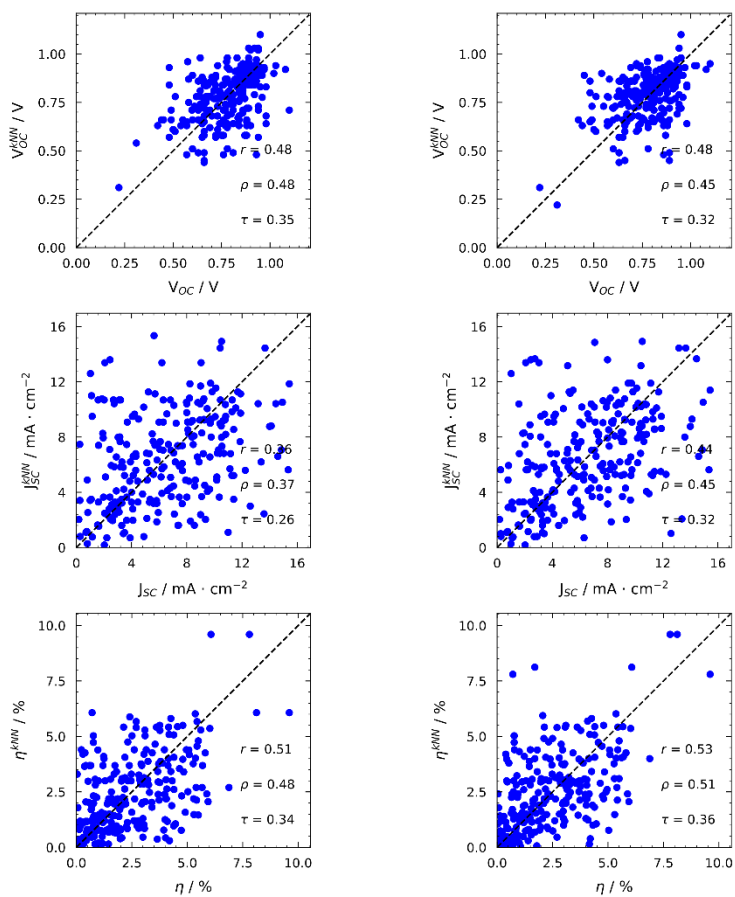 1.00
0.75
0.50
0.25
0.00
V_OC^kNN / V
r = 0.48
ρ = 0.48
τ = 0.35
0.00 0.25 0.50 0.75 1.00
V_OC / V
1.00
0.75
0.50
0.25
0.00
V_OC^kNN / V
r = 0.48
ρ = 0.45
τ = 0.32
0.00 0.25 0.50 0.75 1.00
V_OC / V
16
12
8
4
0
J_SC^kNN / mA · cm⁻²
r = 0.36
ρ = 0.37
τ = 0.26
0 4 8 12 16
J_SC / mA · cm⁻²
16
12
8
4
0
J_SC^kNN / mA · cm⁻²
r = 0.44
ρ = 0.45
τ = 0.32
0 4 8 12 16
J_SC / mA · cm⁻²
10.0
7.5
5.0
2.5
0.0
η^kNN / %
r = 0.51
ρ = 0.48
τ = 0.34
0.0 2.5 5.0 7.5 10.0
η / %
10.0
7.5
5.0
2.5
0.0
η^kNN / %
r = 0.53
ρ = 0.51
τ = 0.36
0.0 2.5 5.0 7.5 10.0
η / %